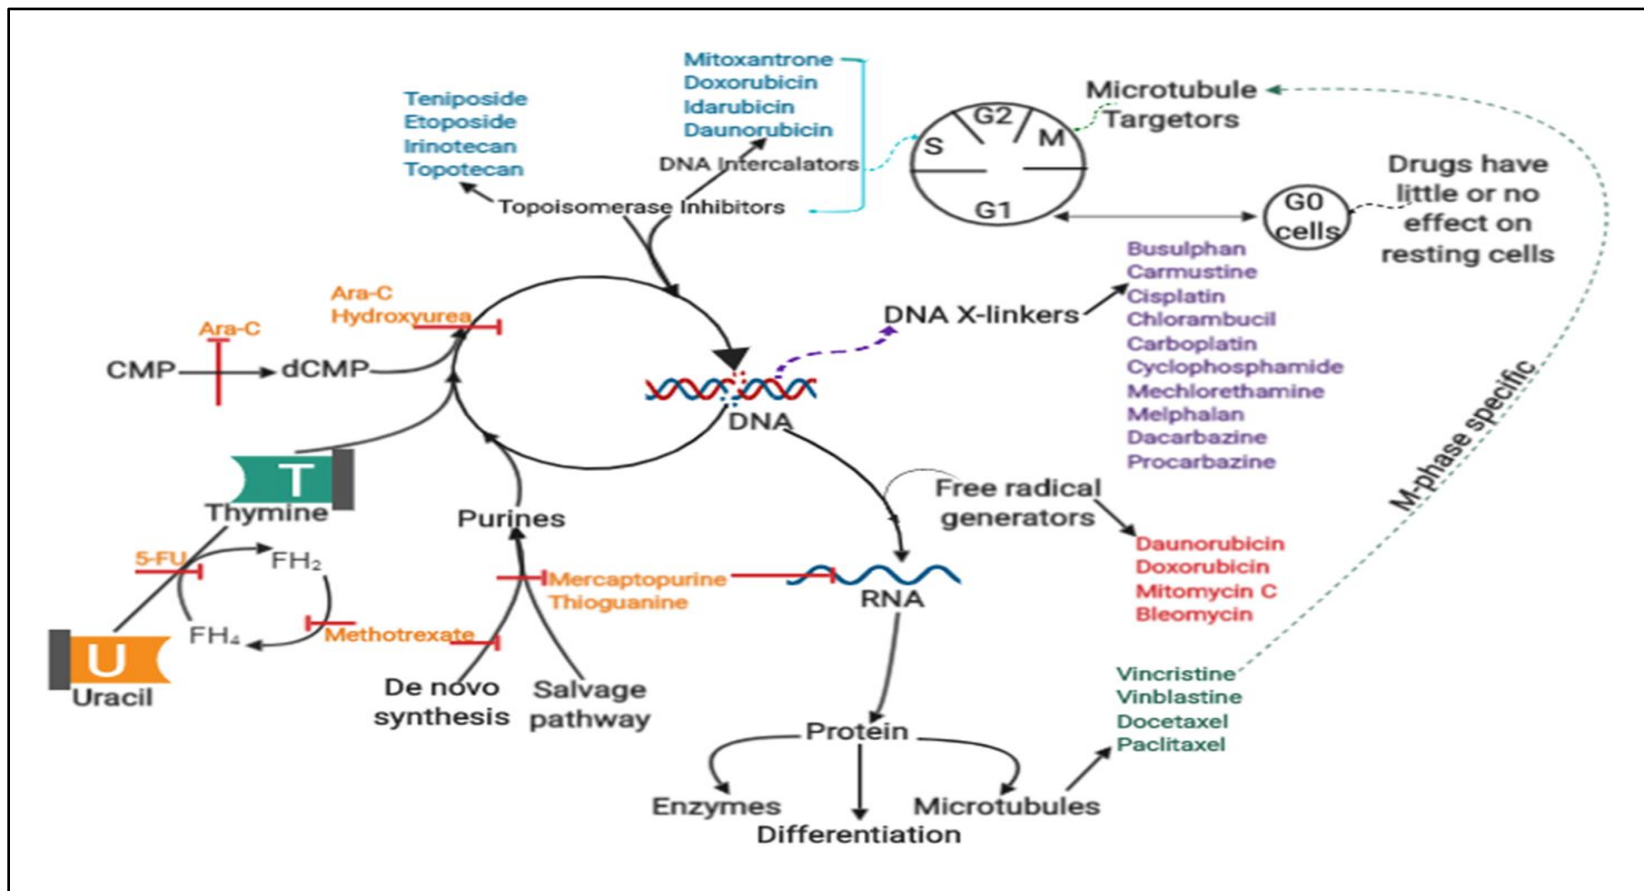 Mitoxantrone
Doxorubicin
Idarubicin
Daunorubicin
DNA Intercalators
Teniposide
Etoposide
Irinotecan
Topotecan
Topoisomerase Inhibitors
G2
S
M
G1
Microtubule
Targetors
G0
cells
Drugs have
little or no
effect on
resting cells
Ara-C
Hydroxyurea
Ara-C
CMP
dCMP
DNA
DNA X-linkers
Busulphan
Carmustine
Cisplatin
Chlorambucil
Carboplatin
Cyclophosphamide
Mechlorethamine
Melphalan
Dacarbazine
Procarbazine
M-phase specific
T
Thymine
5-FU
FH2
FH4
Methotrexate
U
Uracil
Purines
Mercaptopurine
Thioguanine
De novo
synthesis
Salvage
pathway
Free radical
generators
Daunorubicin
Doxorubicin
Mitomycin C
Bleomycin
RNA
Protein
Enzymes
Differentiation
Microtubules
Vincristine
Vinblastine
Docetaxel
Paclitaxel